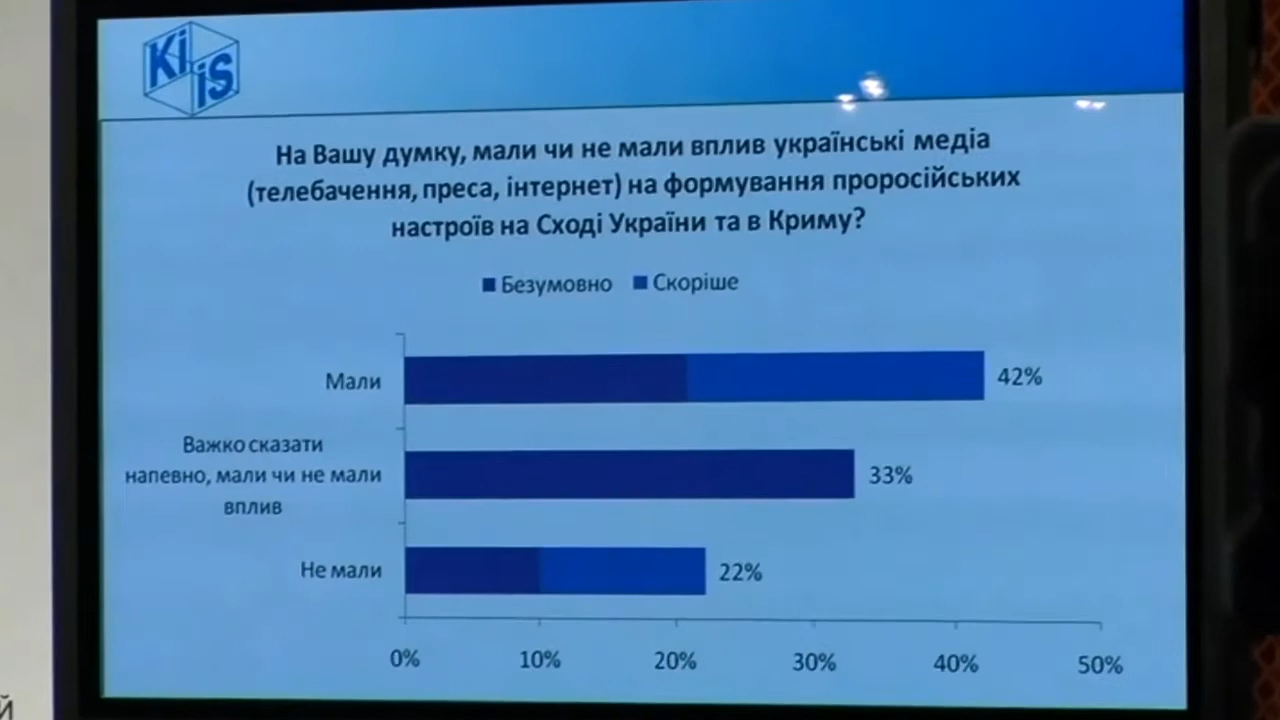 KiiS
На Вашу думку, мали чи не мали вплив українські медіа
(телебачення, преса, інтернет) на формування проросійських
настроїв на Сході України та в Криму?
Безумовно Скоріше
Мали 42%
Важко сказати
напевно, мали чи не мали
вплив
33%
Не мали 22%
0% 10% 20% 30% 40% 50%
й